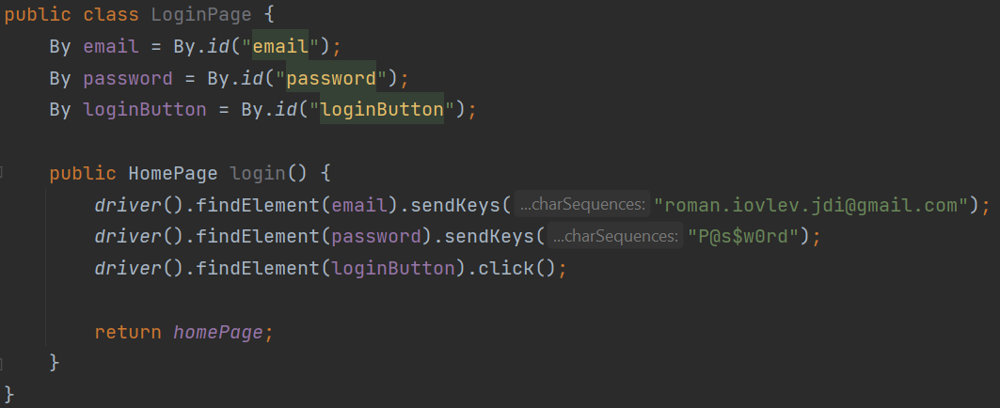 public class LoginPage {
    By email = By.id("email");
    By password = By.id("password");
    By loginButton = By.id("loginButton");

    public HomePage login() {
        driver().findElement(email).sendKeys( ...charSequences: "roman.iovlev.jdi@gmail.com");
        driver().findElement(password).sendKeys( ...charSequences: "P@s$w0rd");
        driver().findElement(loginButton).click();

        return homePage;
    }
}